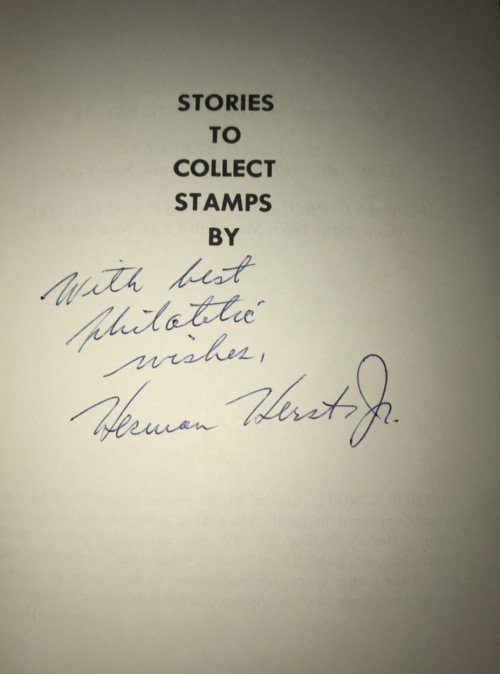 STORIES
TO
COLLECT
STAMPS
BY
With best
philatelic
wishes,
Herman Herst, Jr.